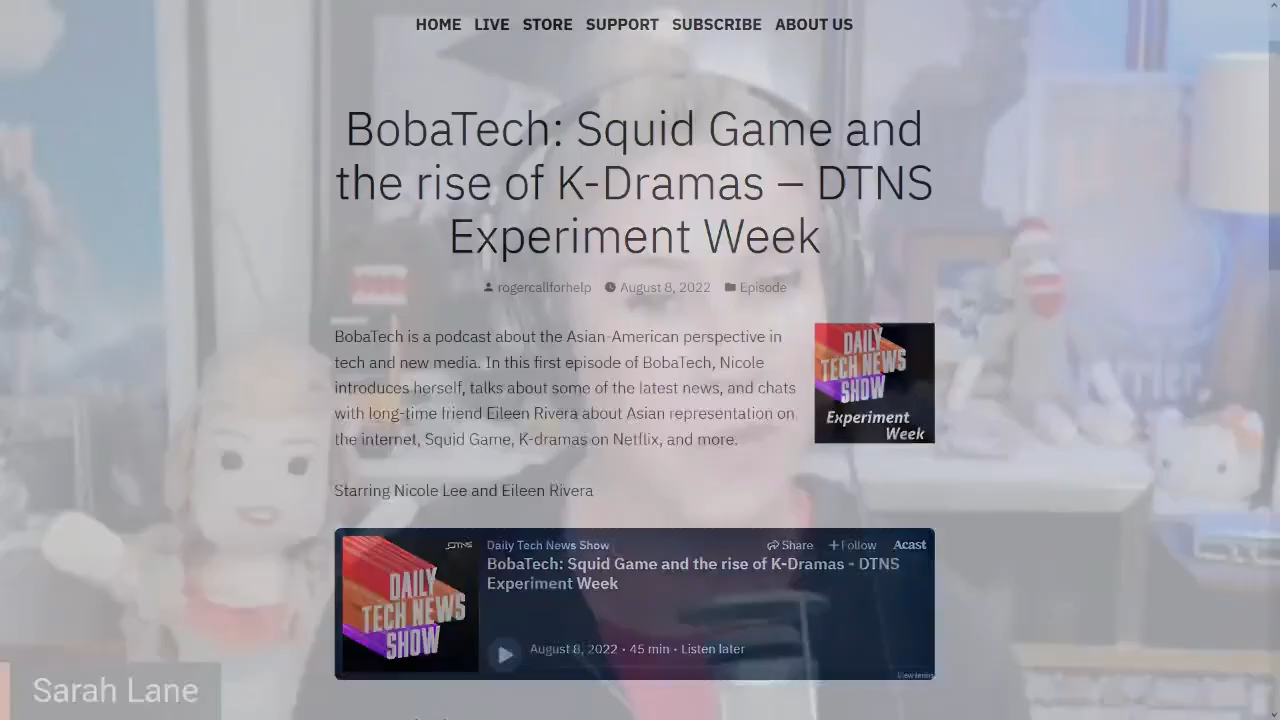 HOME LIVE STORE SUPPORT SUBSCRIBE ABOUT US
BobaTech: Squid Game and
the rise of K-Dramas – DTNS
Experiment Week
rogercallforhelp August 8, 2022 Episode
BobaTech is a podcast about the Asian-American perspective in
tech and new media. In this first episode of BobaTech, Nicole
introduces herself, talks about some of the latest news, and chats
with long-time friend Eileen Rivera about Asian representation on
the internet, Squid Game, K-dramas on Netflix, and more.
DAILY
TECH NEWS
SHOW
Experiment
Week
Starring Nicole Lee and Eileen Rivera
DTNS
DAILY
TECH NEWS
SHOW
Daily Tech News Show
Share + Follow Acast
BobaTech: Squid Game and the rise of K-Dramas - DTNS
Experiment Week
August 8, 2022 · 45 min · Listen later
Sarah Lane